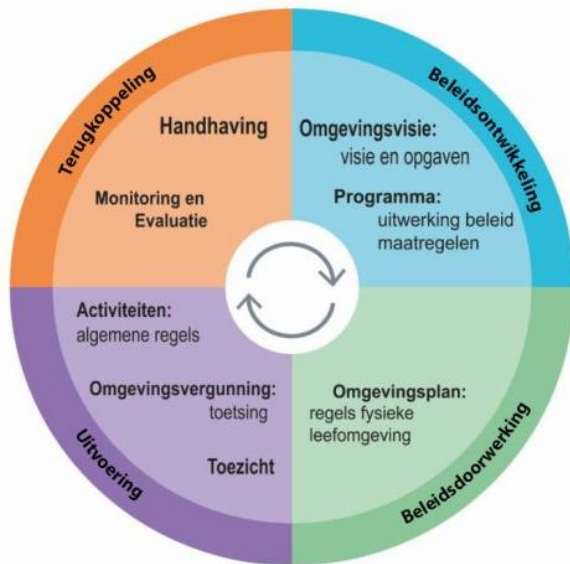 Beleidsontwikkeling
Omgevingsvisie:
visie en opgaven
Programma:
uitwerking beleid
maatregelen
Beleidsdoorwerking
Omgevingsplan:
regels fysieke
leefomgeving
Uitvoering
Activiteiten:
algemene regels
Omgevingsvergunning:
toetsing
Toezicht
Terugkoppeling
Handhaving
Monitoring en
Evaluatie